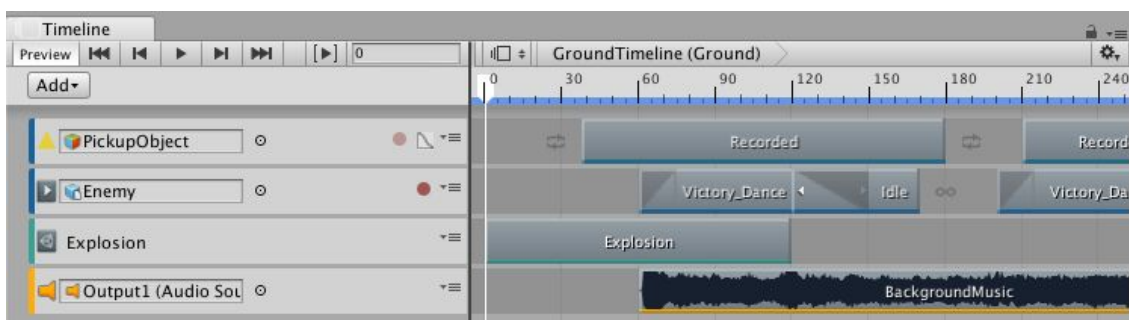 Timeline
Preview 0 GroundTimeline (Ground)
Add 0 30 60 90 120 150 180 210 240
PickupObject Recorded Record
Enemy Victory_Dance Idle Victory_Da
Explosion Explosion
Output1 (Audio Sou BackgroundMusic